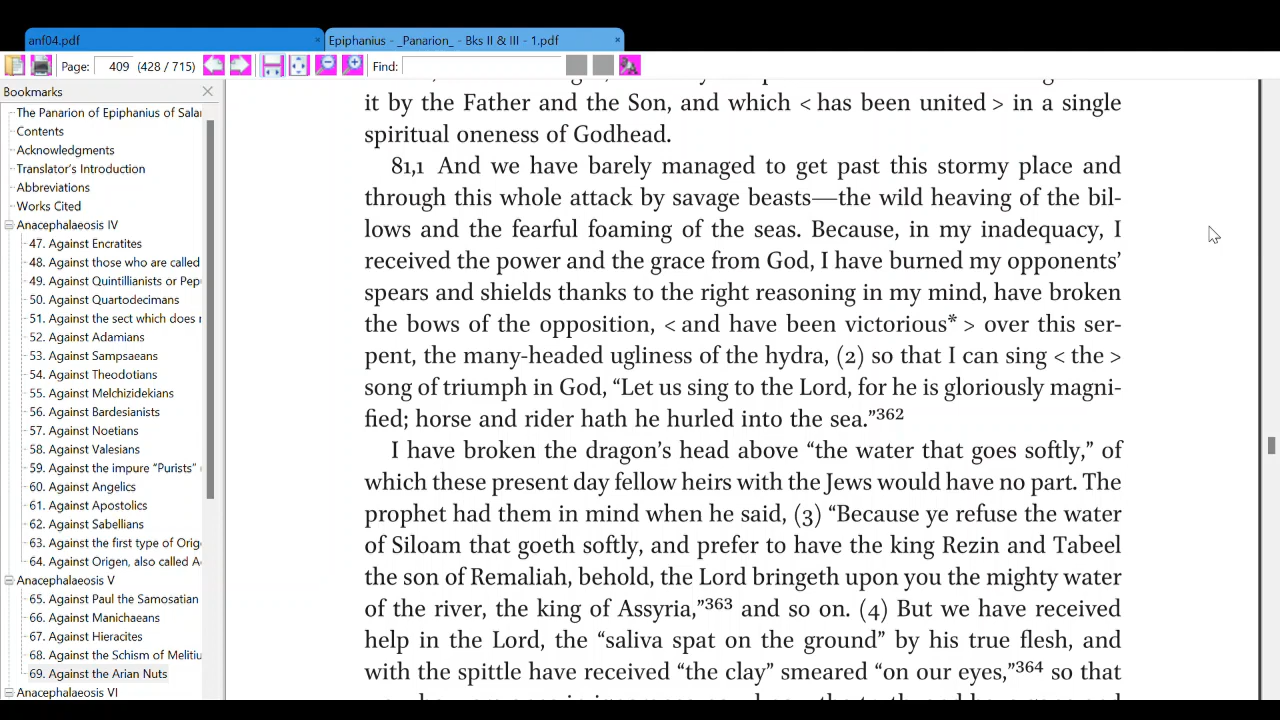 anf04.pdf
Epiphanius - _Panarion_ - Bks II & III - 1.pdf
Page: 409 (428 / 715)
Find:
Bookmarks
The Panarion of Epiphanius of Sala
Contents
Acknowledgments
Translator's Introduction
Abbreviations
Works Cited
Anacephalaeosis IV
47. Against Encratites
48. Against those who are called
49. Against Quintillianists or Pep
50. Against Quartodecimans
51. Against the sect which does r
52. Against Adamians
53. Against Sampsaeans
54. Against Theodotians
55. Against Melchizidekians
56. Against Bardesianists
57. Against Noetians
58. Against Valesians
59. Against the impure “Purists” (
60. Against Angelics
61. Against Apostolics
62. Against Sabellians
63. Against the first type of Orig
64. Against Origen, also called A
Anacephalaeosis V
65. Against Paul the Samosatian
66. Against Manichaeans
67. Against Hieracites
68. Against the Schism of Melitiu
69. Against the Arian Nuts
Anacephalaeosis VI
it by the Father and the Son, and which < has been united > in a single
spiritual oneness of Godhead.
81,1 And we have barely managed to get past this stormy place and
through this whole attack by savage beasts—the wild heaving of the bil-
lows and the fearful foaming of the seas. Because, in my inadequacy, I
received the power and the grace from God, I have burned my opponents’
spears and shields thanks to the right reasoning in my mind, have broken
the bows of the opposition, < and have been victorious* > over this ser-
pent, the many-headed ugliness of the hydra, (2) so that I can sing < the >
song of triumph in God, “Let us sing to the Lord, for he is gloriously magni-
fied; horse and rider hath he hurled into the sea.”362
I have broken the dragon’s head above “the water that goes softly,” of
which these present day fellow heirs with the Jews would have no part. The
prophet had them in mind when he said, (3) “Because ye refuse the water
of Siloam that goeth softly, and prefer to have the king Rezin and Tabeel
the son of Remaliah, behold, the Lord bringeth upon you the mighty water
of the river, the king of Assyria,”363 and so on. (4) But we have received
help in the Lord, the “saliva spat on the ground” by his true flesh, and
with the spittle have received “the clay” smeared “on our eyes,”364 so that